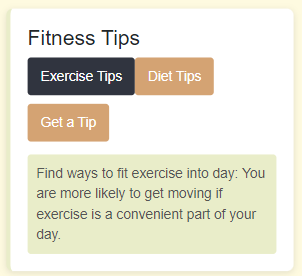 Fitness Tips
Exercise Tips Diet Tips
Get a Tip
Find ways to fit exercise into day: You
are more likely to get moving if
exercise is a convenient part of your
day.